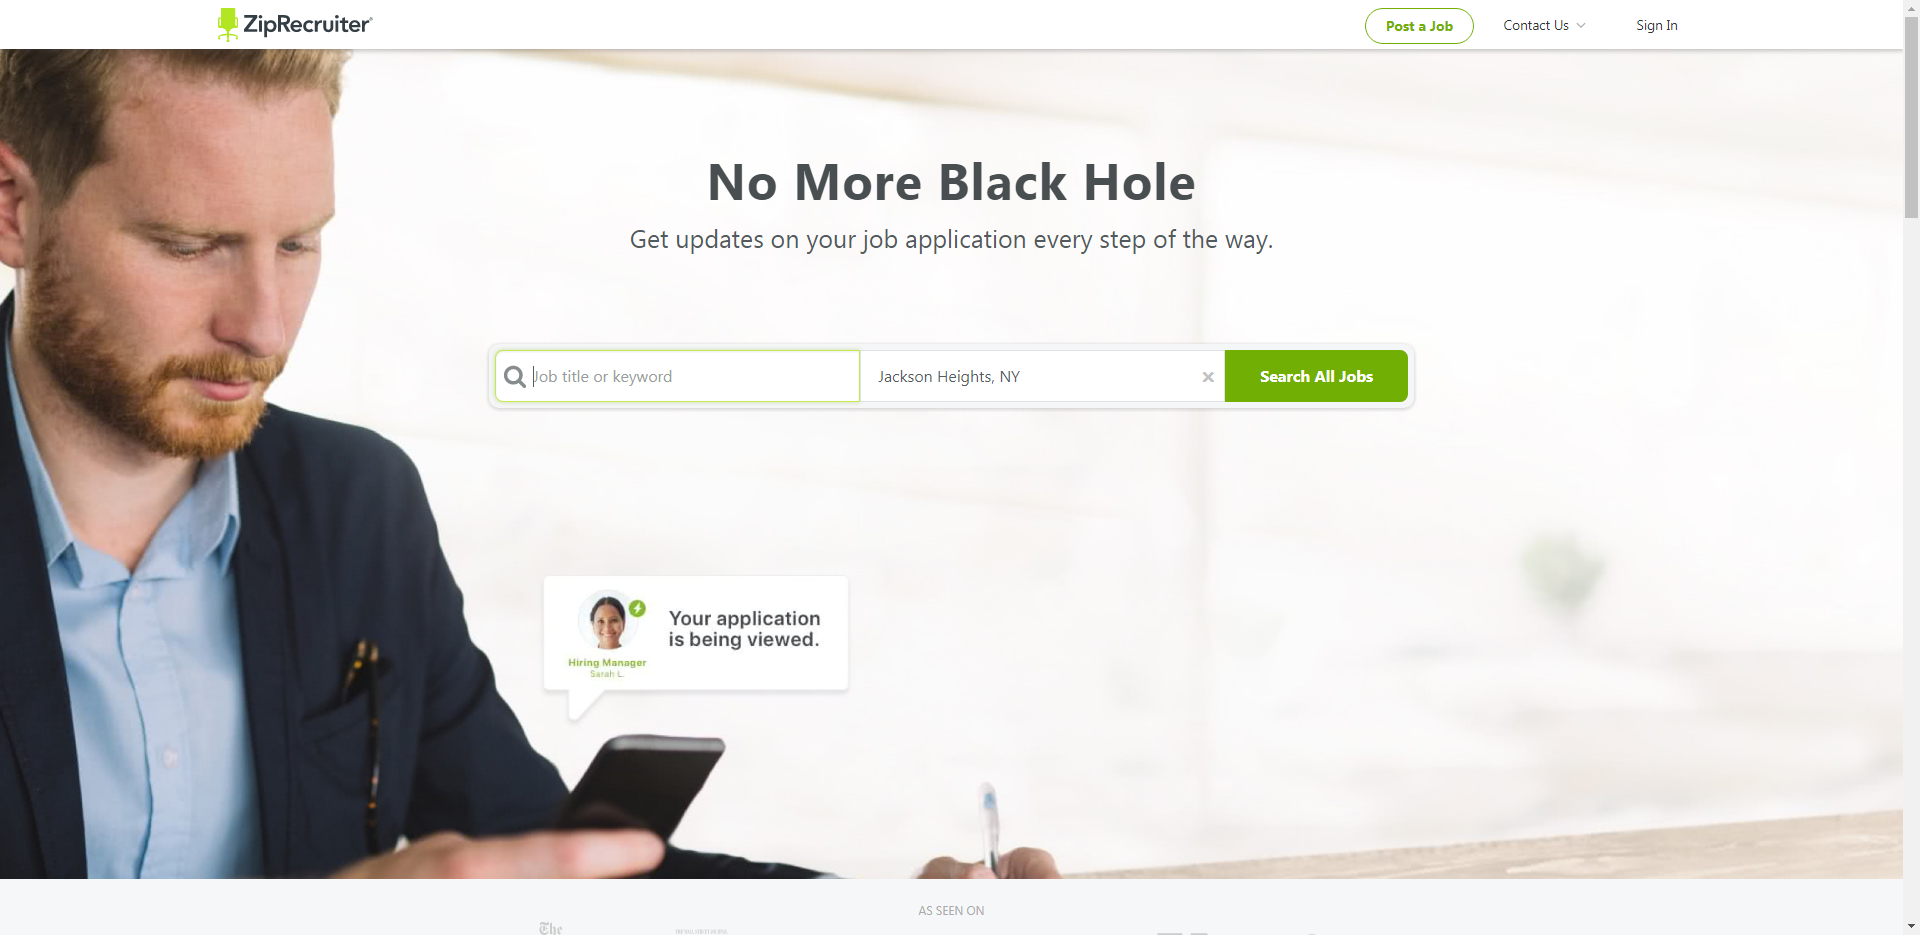 ZipRecruiter®
Post a Job
Contact Us
Sign In
No More Black Hole
Get updates on your job application every step of the way.
Job title or keyword
Jackson Heights, NY
Search All Jobs
Your application
is being viewed.
Hiring Manager
Sarah L.
AS SEEN ON
The